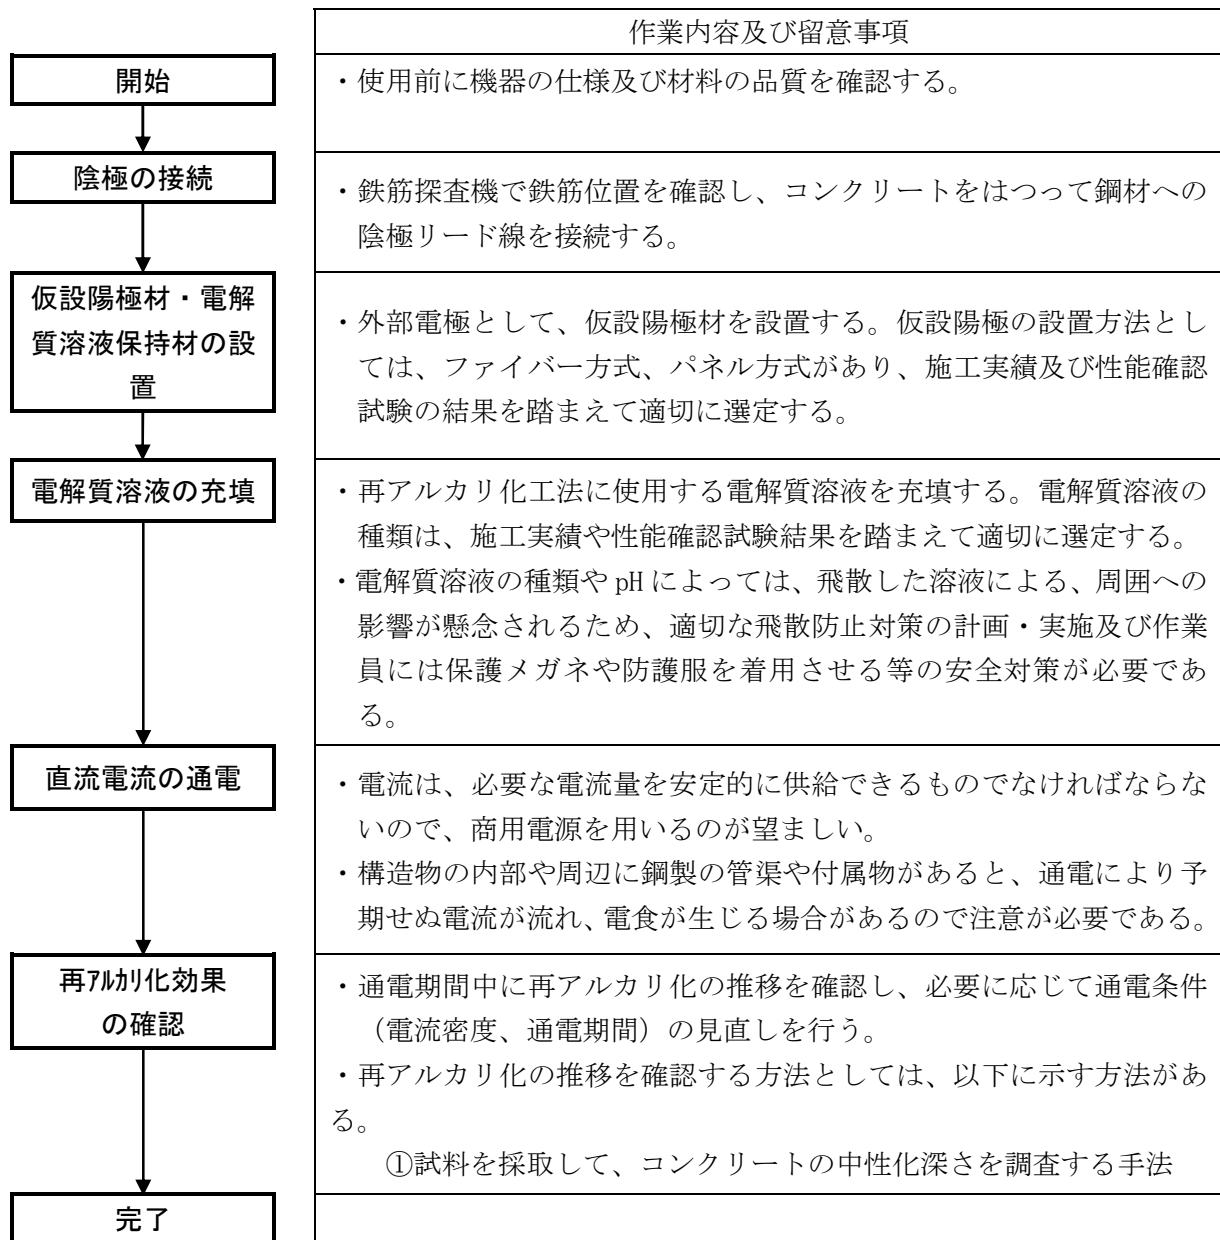 作業内容及び留意事項
開始
・使用前に機器の仕様及び材料の品質を確認する。
陰極の接続
・鉄筋探査機で鉄筋位置を確認し、コンクリートをはつって鋼材への
陰極リード線を接続する。
仮設陽極材・電解
質溶液保持材の設
置
・外部電極として、仮設陽極材を設置する。仮設陽極の設置方法とし
ては、ファイバー方式、パネル方式があり、施工実績及び性能確認
試験の結果を踏まえて適切に選定する。
電解質溶液の充填
・再アルカリ化工法に使用する電解質溶液を充填する。電解質溶液の
種類は、施工実績や性能確認試験結果を踏まえて適切に選定する。
・電解質溶液の種類や pH によっては、飛散した溶液による、周囲への
影響が懸念されるため、適切な飛散防止対策の計画・実施及び作業
員には保護メガネや防護服を着用させる等の安全対策が必要であ
る。
直流電流の通電
・電流は、必要な電流量を安定的に供給できるものでなければならな
いので、商用電源を用いるのが望ましい。
・構造物の内部や周辺に鋼製の管渠や付属物があると、通電により予
期せぬ電流が流れ、電食が生じる場合があるので注意が必要である。
再ｱﾙｶﾘ化効果
の確認
・通電期間中に再アルカリ化の推移を確認し、必要に応じて通電条件
（電流密度、通電期間）の見直しを行う。
・再アルカリ化の推移を確認する方法としては、以下に示す方法があ
る。
①試料を採取して、コンクリートの中性化深さを調査する手法
完了